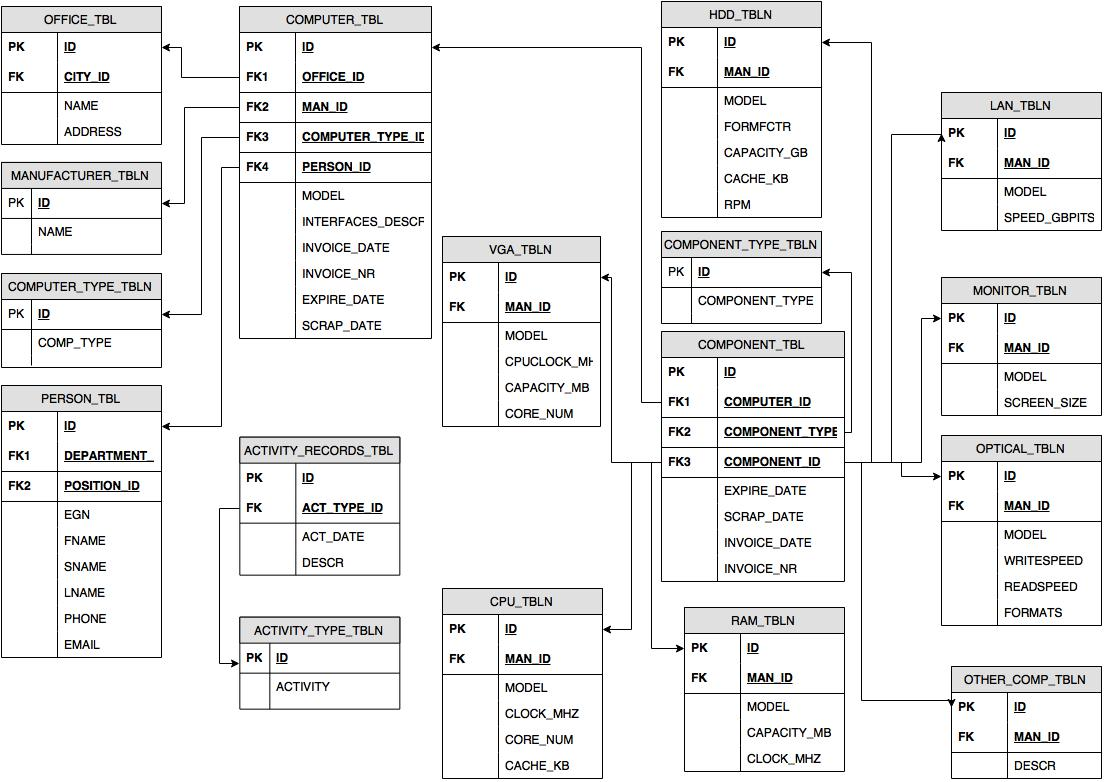 OFFICE_TBL
PK ID
FK CITY_ID
NAME
ADDRESS
MANUFACTURER_TBLN
PK ID
NAME
COMPUTER_TYPE_TBLN
PK ID
COMP_TYPE
PERSON_TBL
PK ID
FK1 DEPARTMENT_
FK2 POSITION_ID
EGN
FNAME
SNAME
LNAME
PHONE
EMAIL
COMPUTER_TBL
PK ID
FK1 OFFICE_ID
FK2 MAN_ID
FK3 COMPUTER_TYPE_ID
FK4 PERSON_ID
MODEL
INTERFACES_DESCR
INVOICE_DATE
INVOICE_NR
EXPIRE_DATE
SCRAP_DATE
ACTIVITY_RECORDS_TBL
PK ID
FK ACT_TYPE_ID
ACT_DATE
DESCR
ACTIVITY_TYPE_TBLN
PK ID
ACTIVITY
VGA_TBLN
PK ID
FK MAN_ID
MODEL
CPUCLOCK_MH
CAPACITY_MB
CORE_NUM
CPU_TBLN
PK ID
FK MAN_ID
MODEL
CLOCK_MHZ
CORE_NUM
CACHE_KB
HDD_TBLN
PK ID
FK MAN_ID
MODEL
FORMFCTR
CAPACITY_GB
CACHE_KB
RPM
COMPONENT_TYPE_TBLN
PK ID
COMPONENT_TYPE
COMPONENT_TBL
PK ID
FK1 COMPUTER_ID
FK2 COMPONENT_TYPE
FK3 COMPONENT_ID
EXPIRE_DATE
SCRAP_DATE
INVOICE_DATE
INVOICE_NR
RAM_TBLN
PK ID
FK MAN_ID
MODEL
CAPACITY_MB
CLOCK_MHZ
LAN_TBLN
PK ID
FK MAN_ID
MODEL
SPEED_GBPITS
MONITOR_TBLN
PK ID
FK MAN_ID
MODEL
SCREEN_SIZE
OPTICAL_TBLN
PK ID
FK MAN_ID
MODEL
WRITESPEED
READSPEED
FORMATS
OTHER_COMP_TBLN
PK ID
FK MAN_ID
DESCR